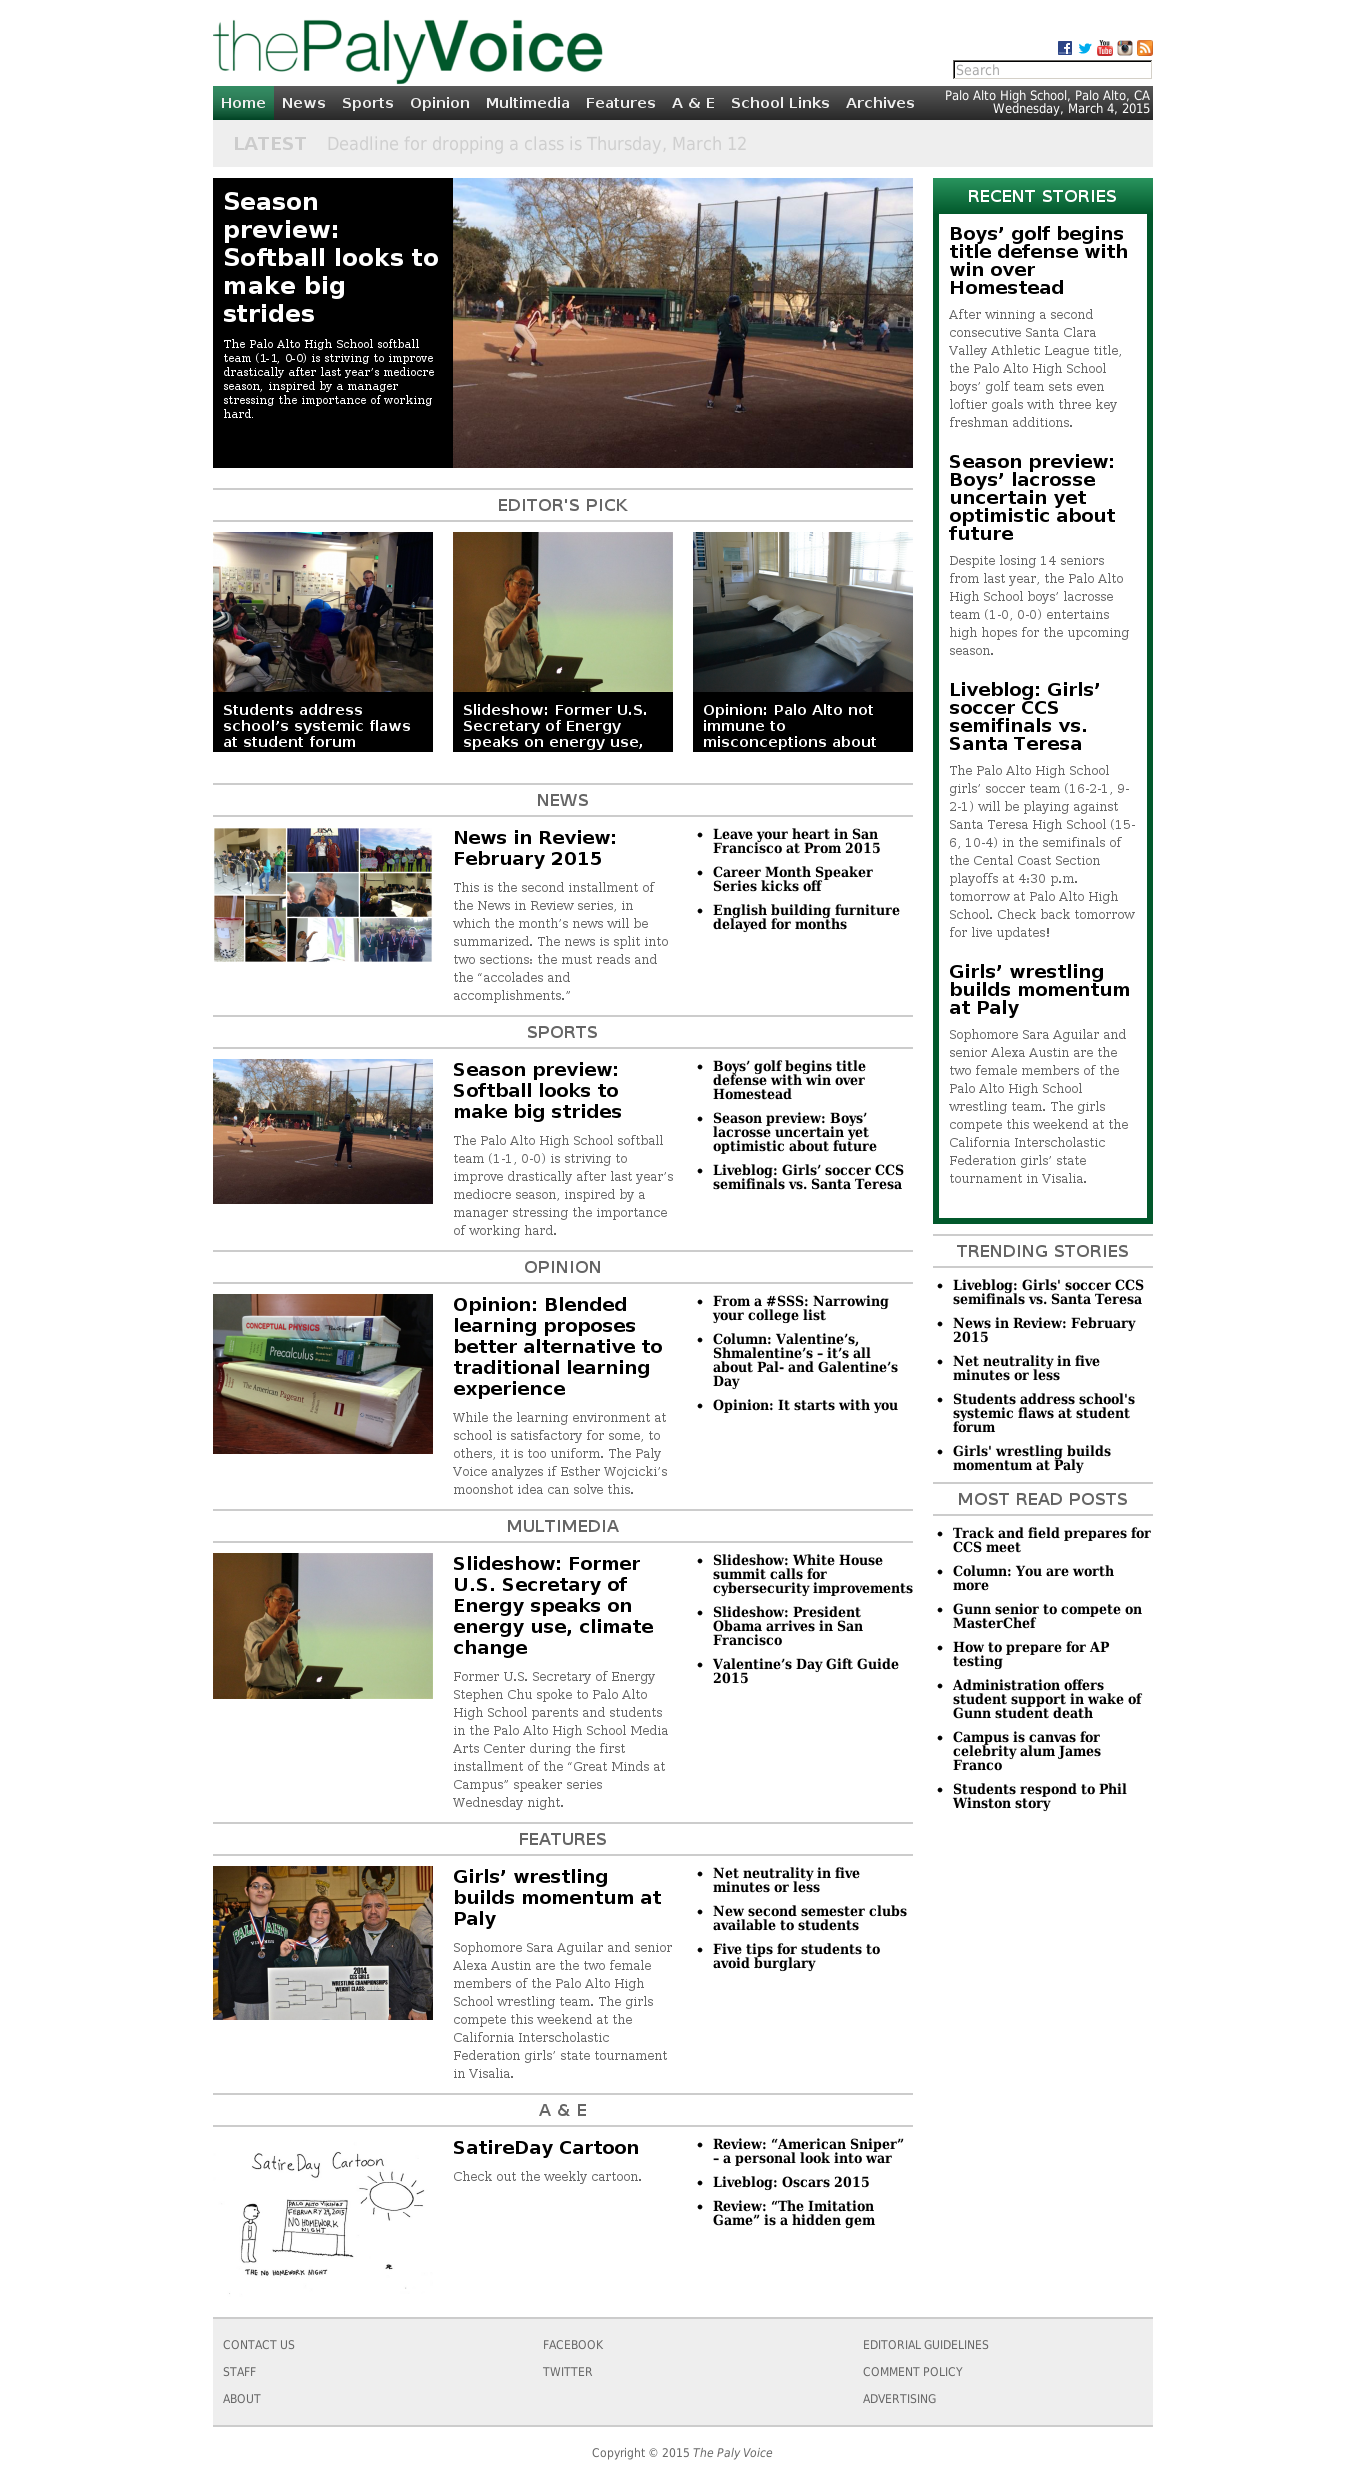 thePalyVoice
Search
Home News Sports Opinion Multimedia Features A & E School Links Archives
Palo Alto High School, Palo Alto, CA
Wednesday, March 4, 2015
LATEST Deadline for dropping a class is Thursday, March 12
Season
preview:
Softball looks to
make big
strides
The Palo Alto High School softball
team (1-1, 0-0) is striving to improve
drastically after last year's mediocre
season, inspired by a manager
stressing the importance of working
hard.
EDITOR'S PICK
Students address
school’s systemic flaws
at student forum
Slideshow: Former U.S.
Secretary of Energy
speaks on energy use,
Opinion: Palo Alto not
immune to
misconceptions about
NEWS
News in Review:
February 2015
This is the second installment of
the News in Review series, in
which the month’s news will be
summarized. The news is split into
two sections: the must reads and
the “accolades and
accomplishments.”
• Leave your heart in San
Francisco at Prom 2015
• Career Month Speaker
Series kicks off
• English building furniture
delayed for months
SPORTS
Season preview:
Softball looks to
make big strides
The Palo Alto High School softball
team (1-1, 0-0) is striving to
improve drastically after last year’s
mediocre season, inspired by a
manager stressing the importance
of working hard.
• Boys’ golf begins title
defense with win over
Homestead
• Season preview: Boys’
lacrosse uncertain yet
optimistic about future
• Liveblog: Girls’ soccer CCS
semifinals vs. Santa Teresa
OPINION
CONCEPTUAL PHYSICS
Precalculus
The American Pageant
Opinion: Blended
learning proposes
better alternative to
traditional learning
experience
While the learning environment at
school is satisfactory for some, to
others, it is too uniform. The Paly
Voice analyzes if Esther Wojcicki’s
moonshot idea can solve this.
• From a #SSS: Narrowing
your college list
• Column: Valentine’s,
Shmalentine’s – it’s all
about Pal- and Galentine’s
Day
• Opinion: It starts with you
MULTIMEDIA
Slideshow: Former
U.S. Secretary of
Energy speaks on
energy use, climate
change
Former U.S. Secretary of Energy
Stephen Chu spoke to Palo Alto
High School parents and students
in the Palo Alto High School Media
Arts Center during the first
installment of the “Great Minds at
Campus” speaker series
Wednesday night.
• Slideshow: White House
summit calls for
cybersecurity improvements
• Slideshow: President
Obama arrives in San
Francisco
• Valentine’s Day Gift Guide
2015
FEATURES
PALO ALTO
2014
CCS GIRLS
WRESTLING CHAMPIONSHIPS
WEIGHT CLASS:
Girls’ wrestling
builds momentum at
Paly
Sophomore Sara Aguilar and senior
Alexa Austin are the two female
members of the Palo Alto High
School wrestling team. The girls
compete this weekend at the
California Interscholastic
Federation girls’ state tournament
in Visalia.
• Net neutrality in five
minutes or less
• New second semester clubs
available to students
• Five tips for students to
avoid burglary
A & E
SatireDay Cartoon
PALO ALTO VIKINGS
FEBRUARY 29, 2015
NO HOMEWORK
NIGHT
THE NO HOMEWORK NIGHT
SatireDay Cartoon
Check out the weekly cartoon.
• Review: “American Sniper”
– a personal look into war
• Liveblog: Oscars 2015
• Review: “The Imitation
Game” is a hidden gem
RECENT STORIES
Boys’ golf begins
title defense with
win over
Homestead
After winning a second
consecutive Santa Clara
Valley Athletic League title,
the Palo Alto High School
boys’ golf team sets even
loftier goals with three key
freshman additions.
Season preview:
Boys’ lacrosse
uncertain yet
optimistic about
future
Despite losing 14 seniors
from last year, the Palo Alto
High School boys’ lacrosse
team (1-0, 0-0) entertains
high hopes for the upcoming
season.
Liveblog: Girls’
soccer CCS
semifinals vs.
Santa Teresa
The Palo Alto High School
girls’ soccer team (16-2-1, 9-
2-1) will be playing against
Santa Teresa High School (15-
6, 10-4) in the semifinals of
the Cental Coast Section
playoffs at 4:30 p.m.
tomorrow at Palo Alto High
School. Check back tomorrow
for live updates!
Girls’ wrestling
builds momentum
at Paly
Sophomore Sara Aguilar and
senior Alexa Austin are the
two female members of the
Palo Alto High School
wrestling team. The girls
compete this weekend at the
California Interscholastic
Federation girls’ state
tournament in Visalia.
TRENDING STORIES
• Liveblog: Girls' soccer CCS
semifinals vs. Santa Teresa
• News in Review: February
2015
• Net neutrality in five
minutes or less
• Students address school's
systemic flaws at student
forum
• Girls' wrestling builds
momentum at Paly
MOST READ POSTS
• Track and field prepares for
CCS meet
• Column: You are worth
more
• Gunn senior to compete on
MasterChef
• How to prepare for AP
testing
• Administration offers
student support in wake of
Gunn student death
• Campus is canvas for
celebrity alum James
Franco
• Students respond to Phil
Winston story
CONTACT US
STAFF
ABOUT
FACEBOOK
TWITTER
EDITORIAL GUIDELINES
COMMENT POLICY
ADVERTISING
Copyright © 2015 The Paly Voice